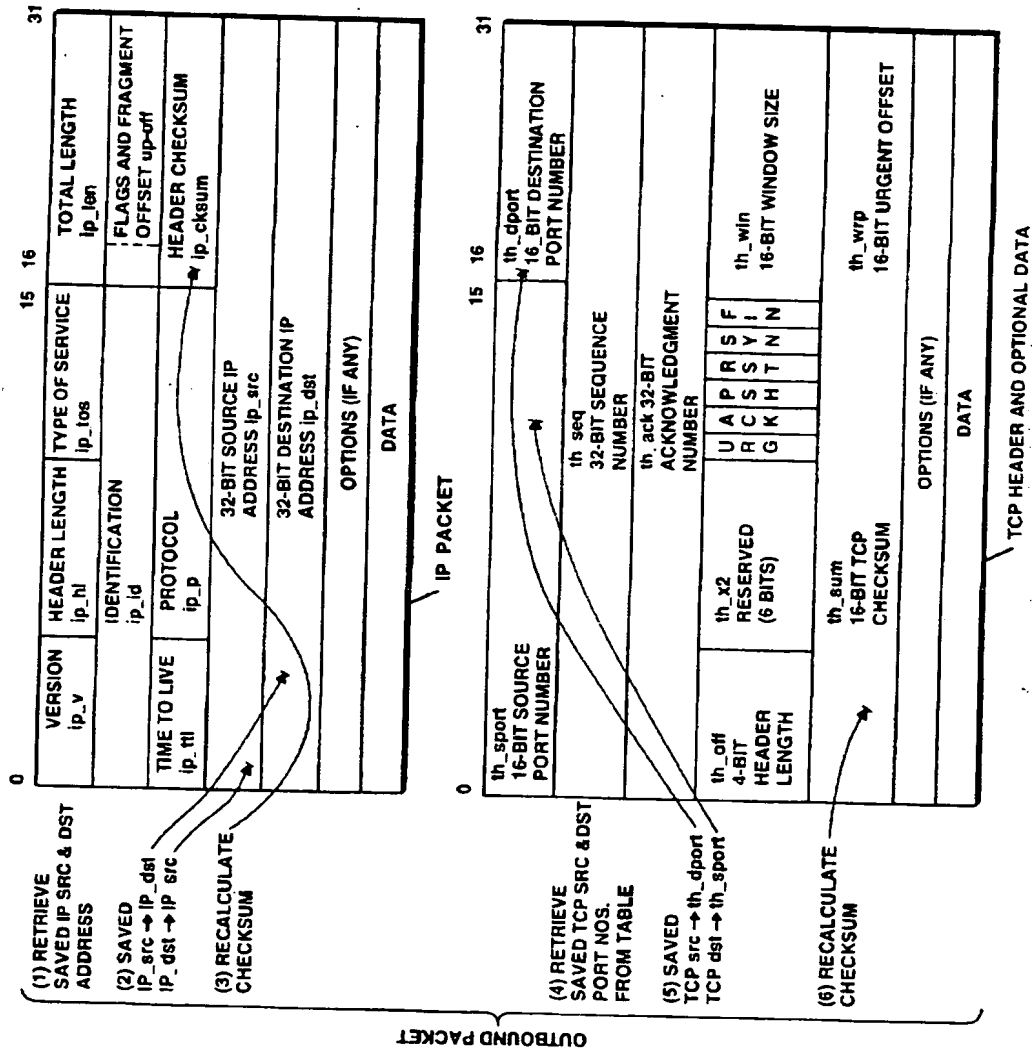 OUTBOUND PACKET
(1) RETRIEVE
SAVED IP SRC & DST
ADDRESS
(2) SAVED
IP_src → IP_dst
IP_dst → IP_src
(3) RECALCULATE
CHECKSUM
0
15
16
31
VERSION
ip_v
HEADER LENGTH
ip_hl
TYPE OF SERVICE
ip_tos
TOTAL LENGTH
ip_len
IDENTIFICATION
ip_id
FLAGS AND FRAGMENT
OFFSET up-off
TIME TO LIVE
ip_ttl
PROTOCOL
ip_p
HEADER CHECKSUM
ip_cksum
32-BIT SOURCE IP
ADDRESS ip_src
32-BIT DESTINATION IP
ADDRESS ip_dst
OPTIONS (IF ANY)
DATA
IP PACKET
(4) RETRIEVE
SAVED TCP SRC &DST
PORT NOS.
FROM TABLE
(5) SAVED
TCP src → th_dport
TCP dst → th_sport
(6) RECALCULATE
CHECKSUM
0
15
16
31
th_sport
16-BIT SOURCE
PORT NUMBER
th_dport
16_BIT DESTINATION
PORT NUMBER
th_seq
32-BIT SEQUENCE
NUMBER
th_ack 32-BIT
ACKNOWLEDGMENT
NUMBER
th_off
4-BIT
HEADER
LENGTH
th_x2
RESERVED
(6 BITS)
U A P R S F
R C S S Y I
G K H T N N
th_win
16-BIT WINDOW SIZE
th_sum
16-BIT TCP
CHECKSUM
th_wrp
16-BIT URGENT OFFSET
OPTIONS (IF ANY)
DATA
TCP HEADER AND OPTIONAL DATA